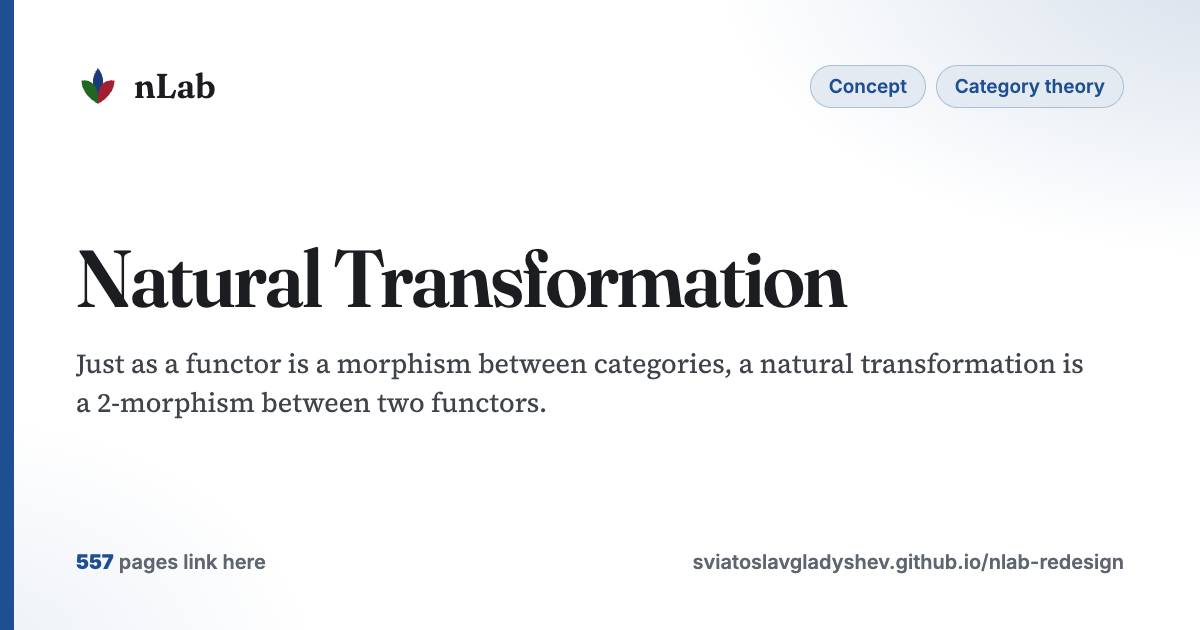 nLab
Concept
Category theory
Natural Transformation
Just as a functor is a morphism between categories, a natural transformation is
a 2-morphism between two functors.
557 pages link here
sviatoslavgladyshev.github.io/nlab-redesign